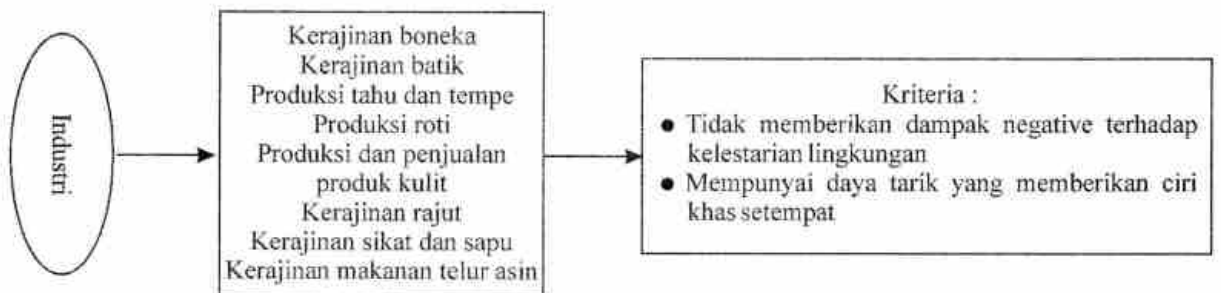 Industri
Kerajinan boneka
Kerajinan batik
Produksi tahu dan tempe
Produksi roti
Produksi dan penjualan
produk kulit
Kerajinan rajut
Kerajinan sikat dan sapu
Kerajinan makanan telur asin
Kriteria :
● Tidak memberikan dampak negative terhadap
kelestarian lingkungan
● Mempunyai daya tarik yang memberikan ciri
khas setempat